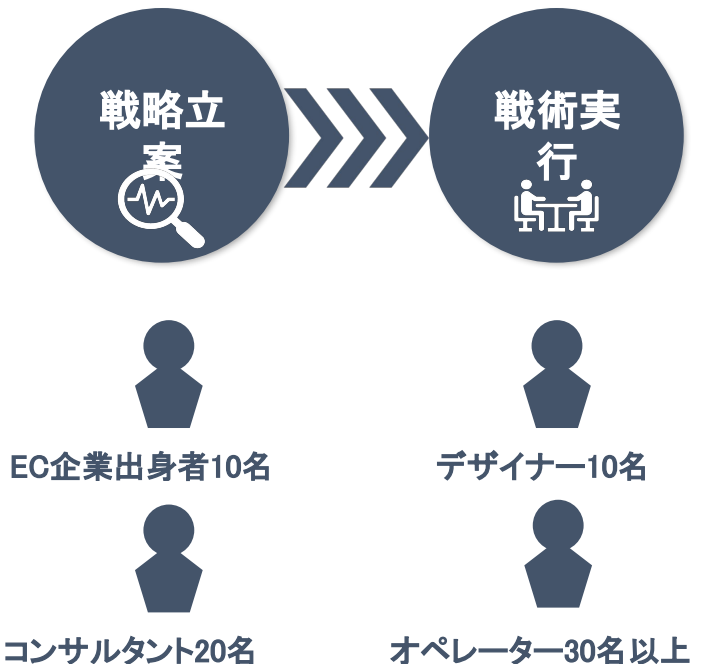 戦略立
案
戦術実
行
EC企業出身者10名
デザイナー10名
コンサルタント20名
オペレーター30名以上